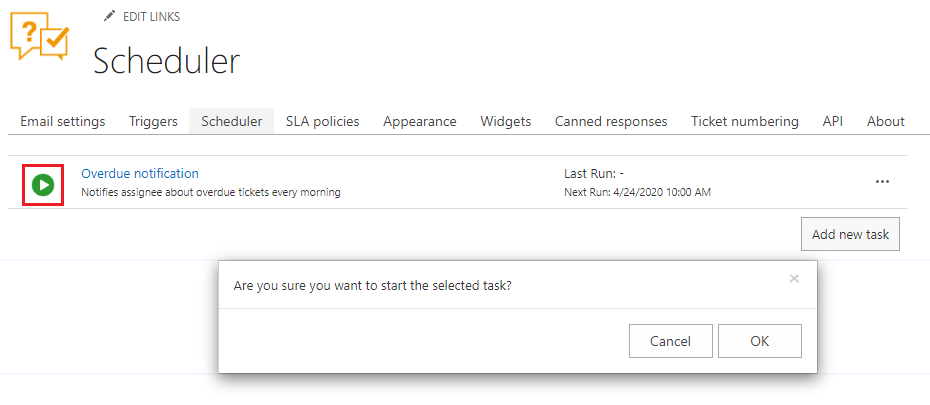 EDIT LINKS
Scheduler
Email settings Triggers Scheduler SLA policies Appearance Widgets Canned responses Ticket numbering API About
Overdue notification Last Run: -
Notifies assignee about overdue tickets every morning Next Run: 4/24/2020 10:00 AM
Add new task
Are you sure you want to start the selected task?
Cancel OK